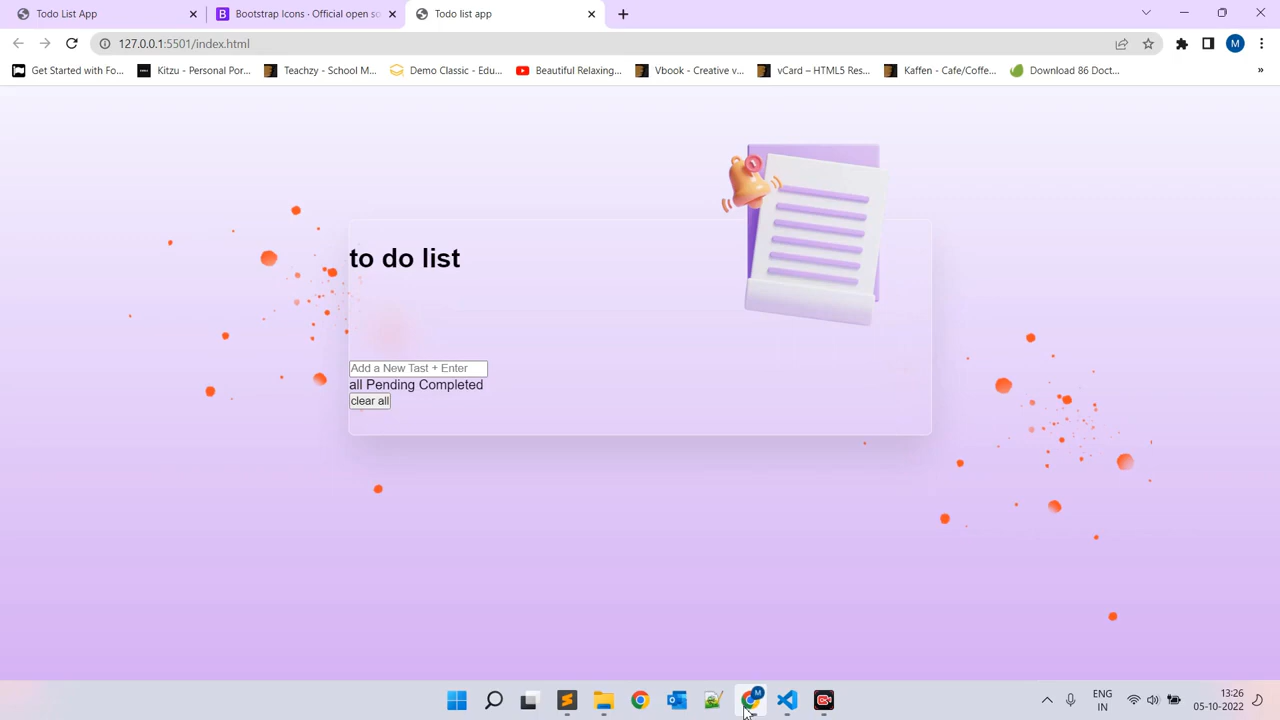 Todo List App
B Bootstrap Icons · Official open so
Todo list app
127.0.0.1:5501/index.html
M
Get Started with Fo...
Kitzu - Personal Por...
Teachzy - School M...
Demo Classic - Edu...
Beautiful Relaxing...
Vbook - Creative v...
vCard – HTML5 Res...
Kaffen - Cafe/Coffe...
Download 86 Doct...
»
to do list
Add a New Tast + Enter
all Pending Completed
clear all
M
ENG
IN
13:26
05-10-2022